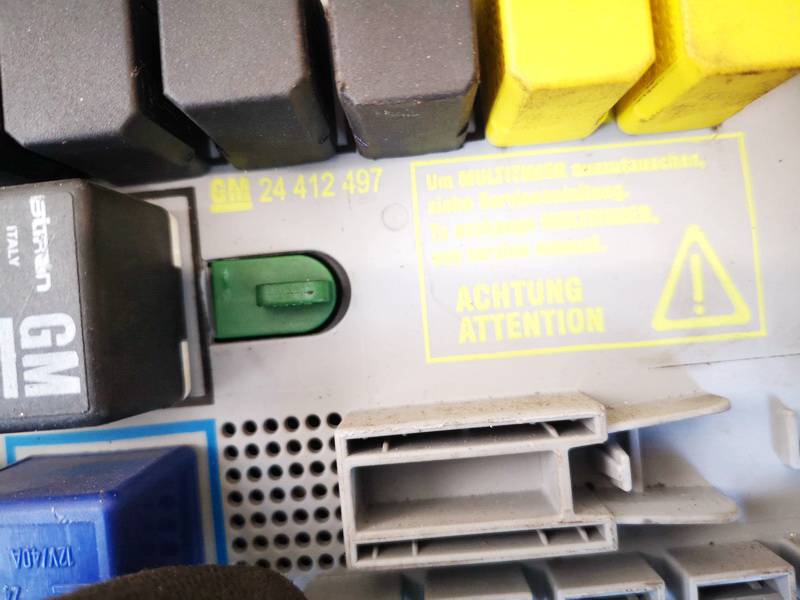 GM 24 412 497
Um MULTITIMER auszutauschen,
siehe Serviceanleitung.
To exchange MULTITIMER,
see service manual.
ACHTUNG
ATTENTION
bitron
ITALY
GM
12V/40A